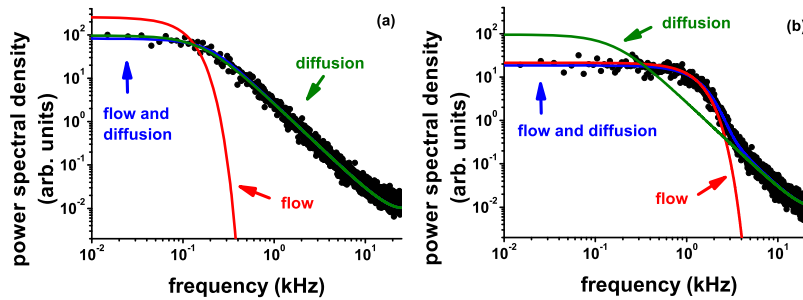 (a)
power spectral density
(arb. units)
10^2
10^1
10^0
10^-1
10^-2
diffusion
flow and
diffusion
flow
10^-2
10^-1
10^0
10^1
frequency (kHz)
(b)
power spectral density
(arb. units)
10^2
10^1
10^0
10^-1
10^-2
diffusion
flow and diffusion
flow
10^-2
10^-1
10^0
10^1
frequency (kHz)